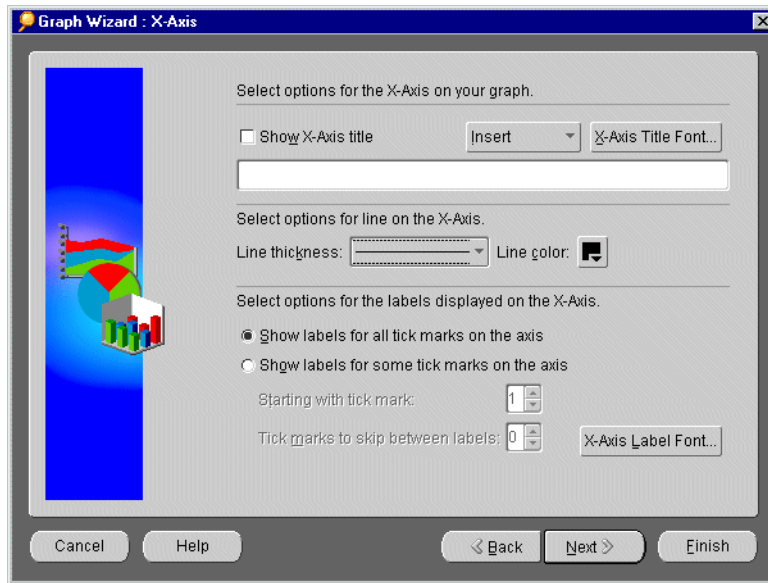 Graph Wizard : X-Axis
Select options for the X-Axis on your graph.
Show X-Axis title
Insert
X-Axis Title Font...
Select options for line on the X-Axis.
Line thickness:
Line color:
Select options for the labels displayed on the X-Axis.
Show labels for all tick marks on the axis
Show labels for some tick marks on the axis
Starting with tick mark:
1
Tick marks to skip between labels:
0
X-Axis Label Font...
Cancel
Help
Back
Next
Finish